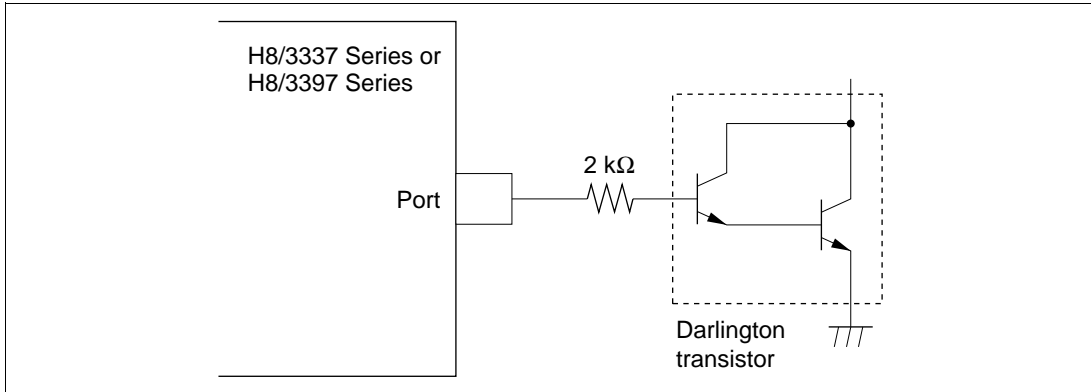 H8/3337 Series or
H8/3397 Series
Port
2 kΩ
Darlington
transistor